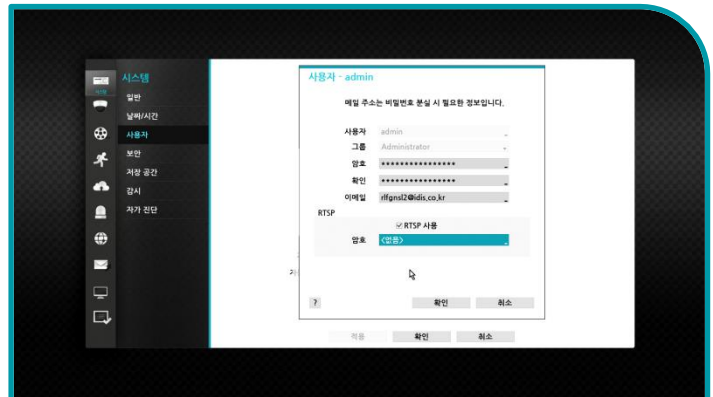 시스템
일반
날짜/시간
사용자
보안
저장 공간
감시
자가 진단
사용자 - admin
메일 주소는 비밀번호 분실 시 필요한 정보입니다.
사용자 admin
그룹 Administrator
암호 ****************
확인 ****************
이메일 rlfgnsl2@idis.co.kr
RTSP
RTSP 사용
암호 <없음>
? 확인 취소
적용 확인 취소